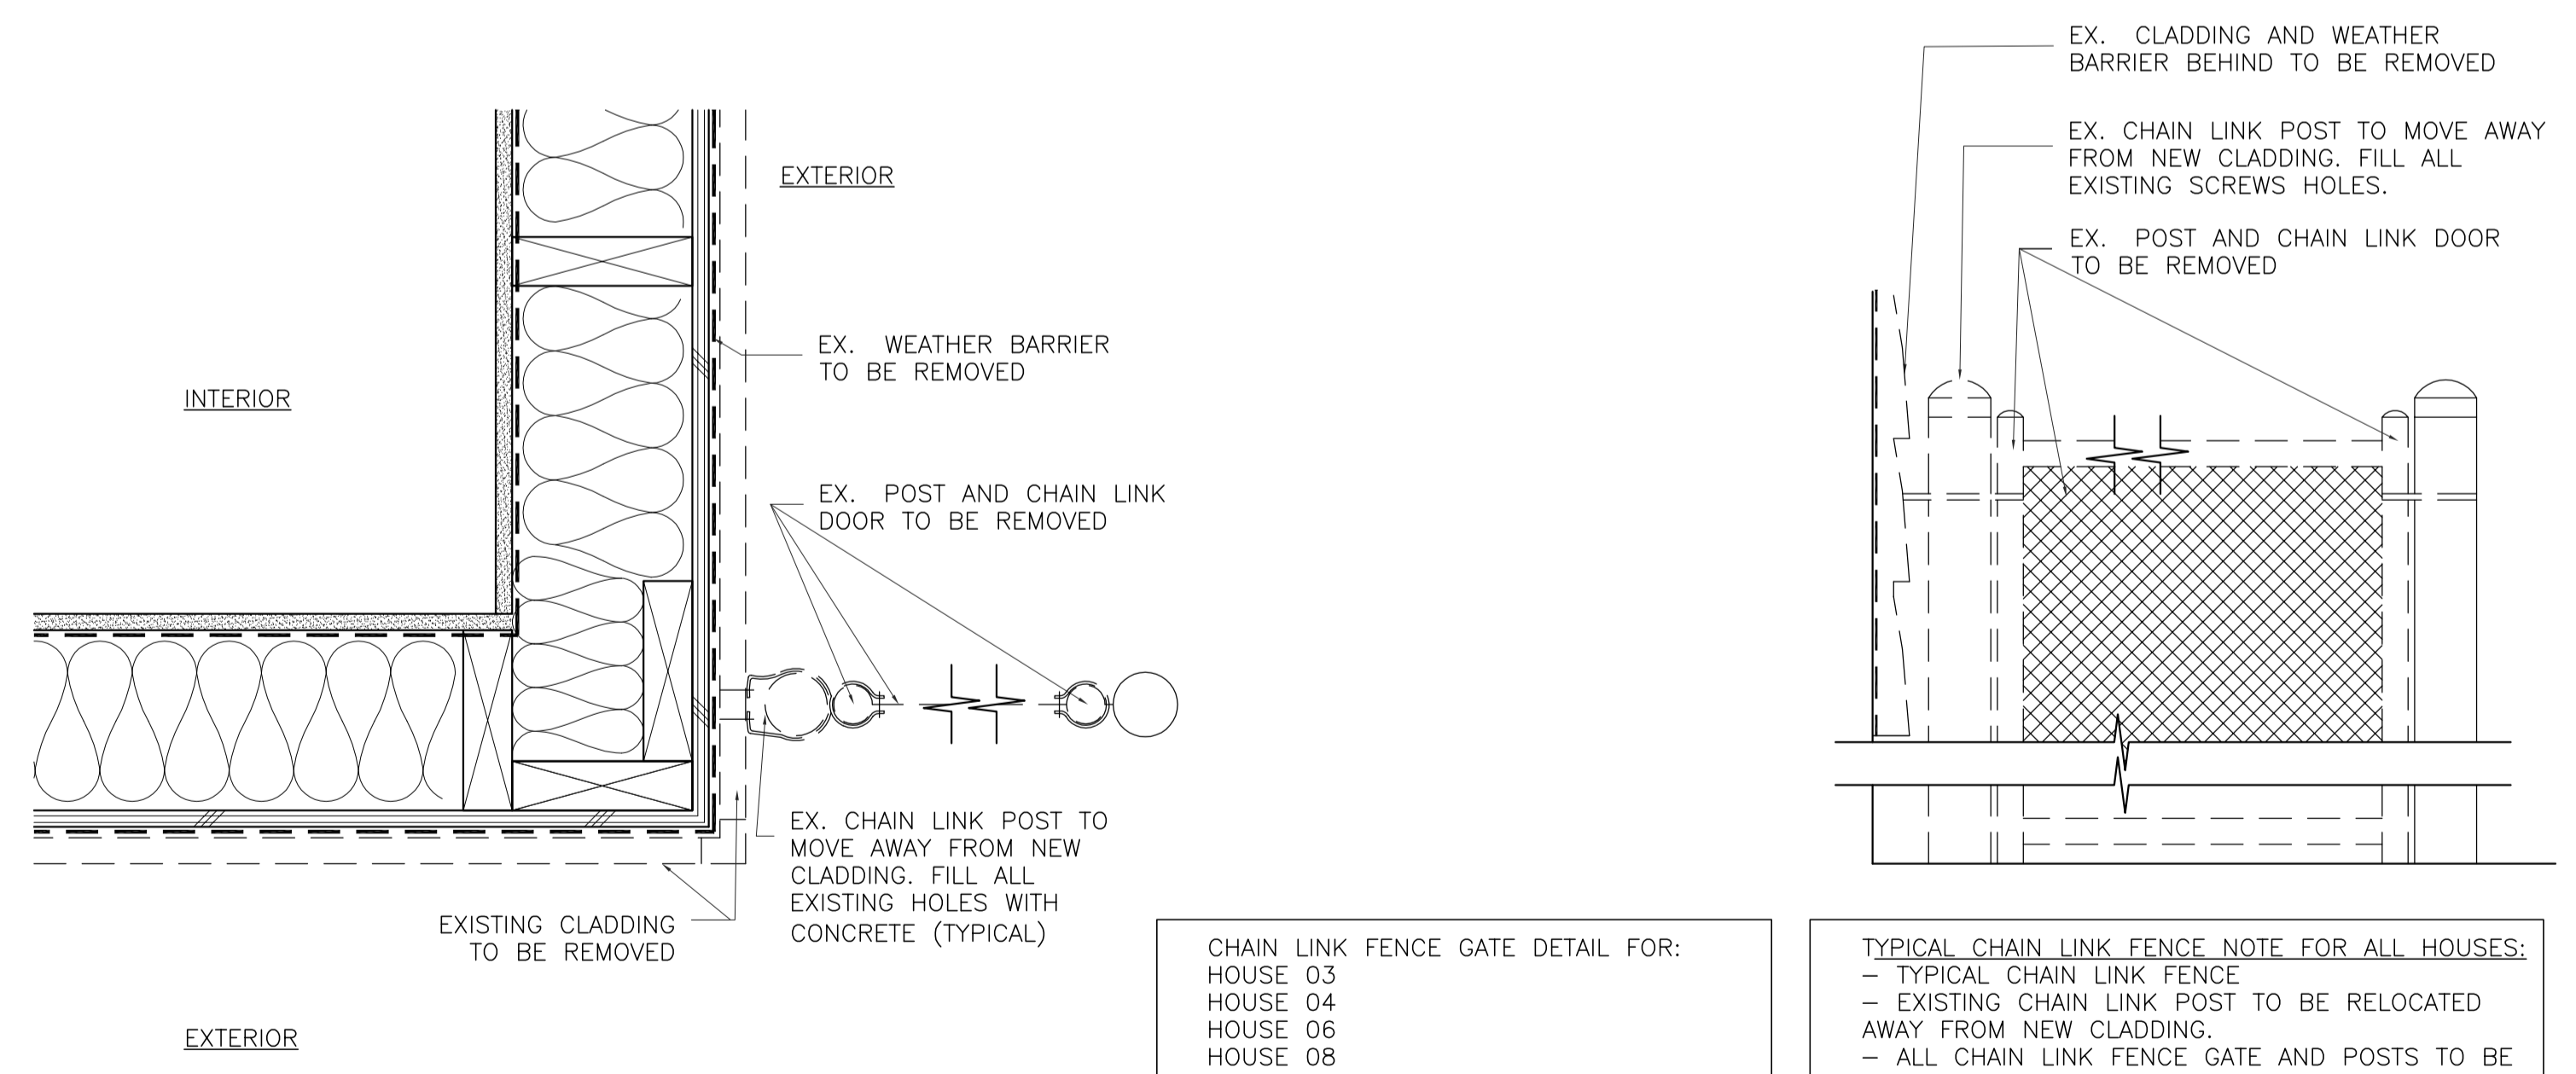 EXTERIOR
INTERIOR
EX. WEATHER BARRIER
TO BE REMOVED
EX. POST AND CHAIN LINK
DOOR TO BE REMOVED
EX. CHAIN LINK POST TO
MOVE AWAY FROM NEW
CLADDING. FILL ALL
EXISTING HOLES WITH
CONCRETE (TYPICAL)
EXISTING CLADDING
TO BE REMOVED
EXTERIOR
EX. CLADDING AND WEATHER
BARRIER BEHIND TO BE REMOVED
EX. CHAIN LINK POST TO MOVE AWAY
FROM NEW CLADDING. FILL ALL
EXISTING SCREWS HOLES.
EX. POST AND CHAIN LINK DOOR
TO BE REMOVED
CHAIN LINK FENCE GATE DETAIL FOR:
HOUSE 03
HOUSE 04
HOUSE 06
HOUSE 08
TYPICAL CHAIN LINK FENCE NOTE FOR ALL HOUSES:
– TYPICAL CHAIN LINK FENCE
– EXISTING CHAIN LINK POST TO BE RELOCATED
AWAY FROM NEW CLADDING.
– ALL CHAIN LINK FENCE GATE AND POSTS TO BE